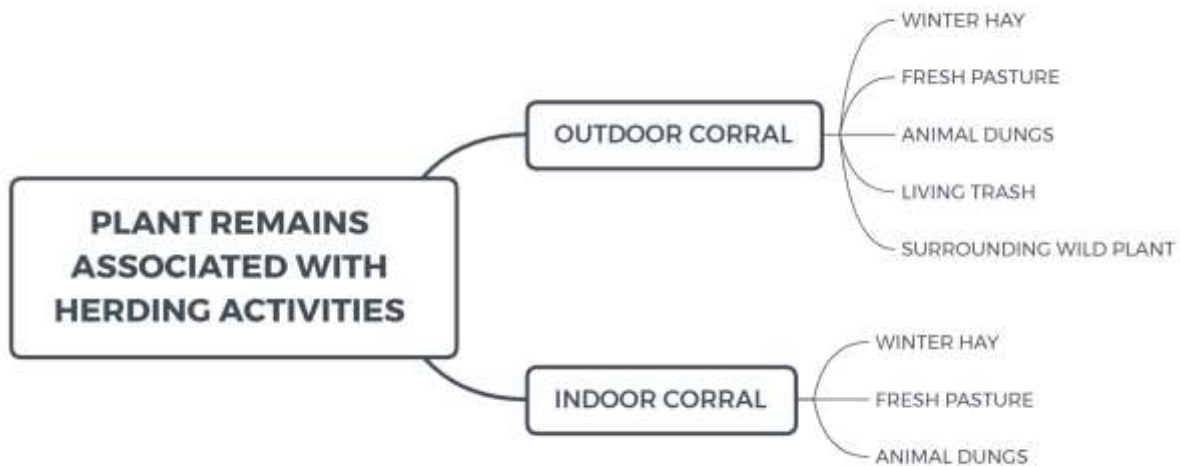 PLANT REMAINS
ASSOCIATED WITH
HERDING ACTIVITIES
OUTDOOR CORRAL
WINTER HAY
FRESH PASTURE
ANIMAL DUNGS
LIVING TRASH
SURROUNDING WILD PLANT
INDOOR CORRAL
WINTER HAY
FRESH PASTURE
ANIMAL DUNGS